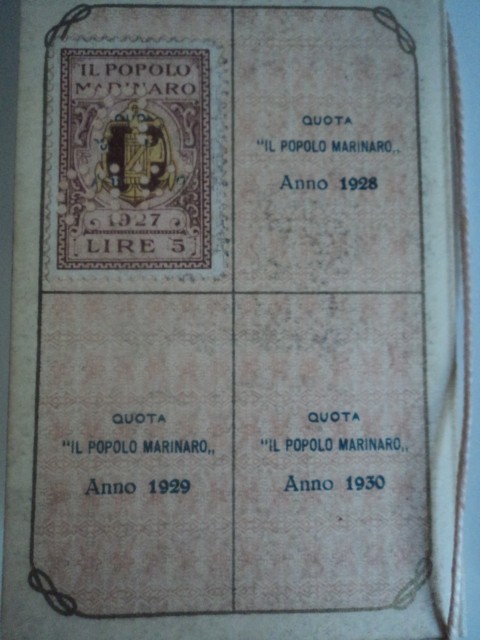 IL POPOLO
MARINARO
1927
LIRE 5
QUOTA
"IL POPOLO MARINARO„
Anno 1928
QUOTA
"IL POPOLO MARINARO„
Anno 1929
QUOTA
"IL POPOLO MARINARO„
Anno 1930